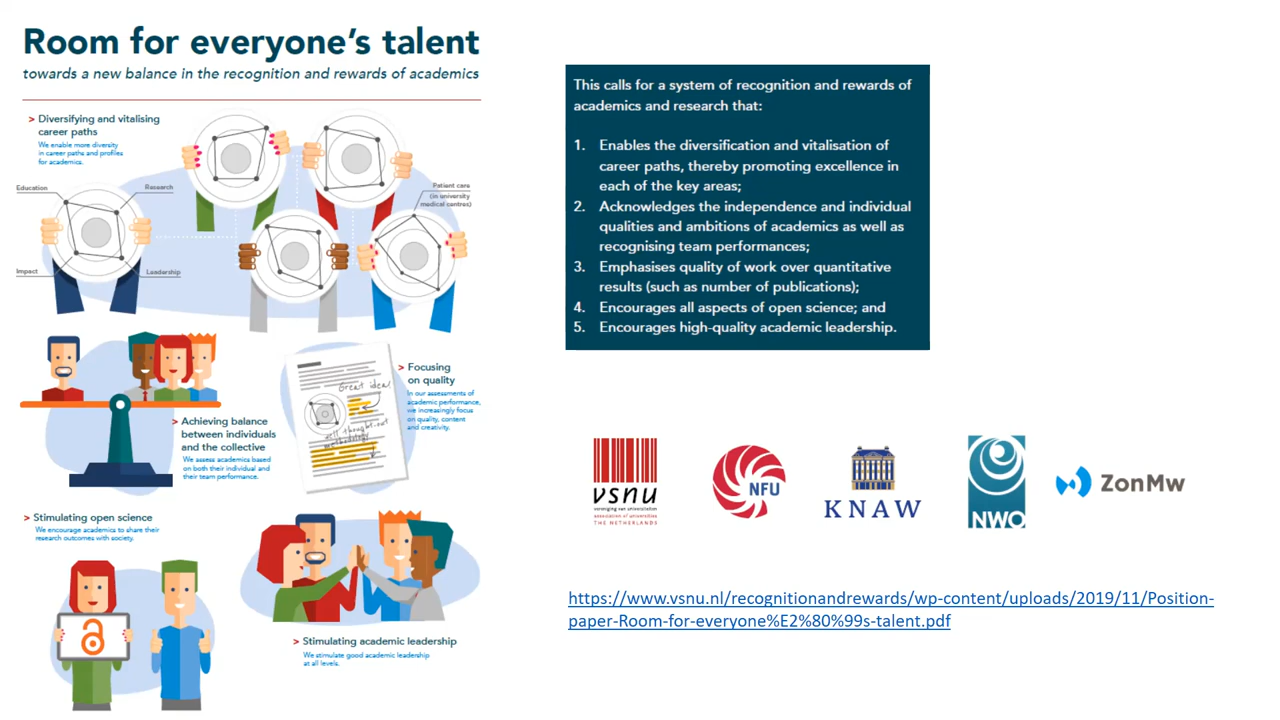 Room for everyone's talent
towards a new balance in the recognition and rewards of academics
> Diversifying and vitalising
career paths
We enable more diversity
in career paths and profiles
for academics.
Education
Research
Impact
Leadership
Patient care
(in university
medical centres)
> Achieving balance
between individuals
and the collective
We assess academics based
on both their individual and
their team performance.
Great idea!
well thought-out
methodology
> Focusing
on quality
In our assessments of
academic performance,
we increasingly focus
on quality, content
and creativity.
> Stimulating open science
We encourage academics to share their
research outcomes with society.
> Stimulating academic leadership
We stimulate good academic leadership
at all levels.
This calls for a system of recognition and rewards of
academics and research that:
1. Enables the diversification and vitalisation of
career paths, thereby promoting excellence in
each of the key areas;
2. Acknowledges the independence and individual
qualities and ambitions of academics as well as
recognising team performances;
3. Emphasises quality of work over quantitative
results (such as number of publications);
4. Encourages all aspects of open science; and
5. Encourages high-quality academic leadership.
vsnu
vereniging van universiteiten
association of universities
THE NETHERLANDS
NFU
KNAW
NWO
ZonMw
https://www.vsnu.nl/recognitionandrewards/wp-content/uploads/2019/11/Position-
paper-Room-for-everyone%E2%80%99s-talent.pdf